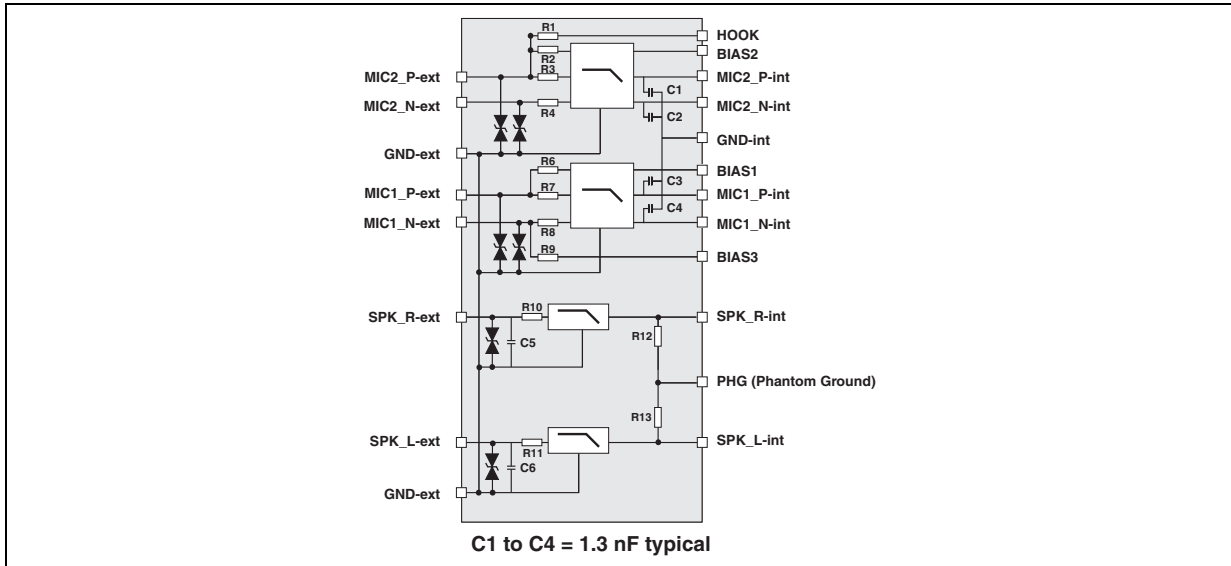 R1
HOOK
R2
BIAS2
R3
MIC2_P-ext
MIC2_P-int
C1
MIC2_N-ext
R4
MIC2_N-int
C2
GND-int
GND-ext
R6
BIAS1
C3
MIC1_P-ext
R7
MIC1_P-int
C4
MIC1_N-ext
R8
MIC1_N-int
R9
BIAS3
R10
SPK_R-ext
SPK_R-int
R12
C5
PHG (Phantom Ground)
R13
SPK_L-ext
SPK_L-int
R11
C6
GND-ext
C1 to C4 = 1.3 nF typical